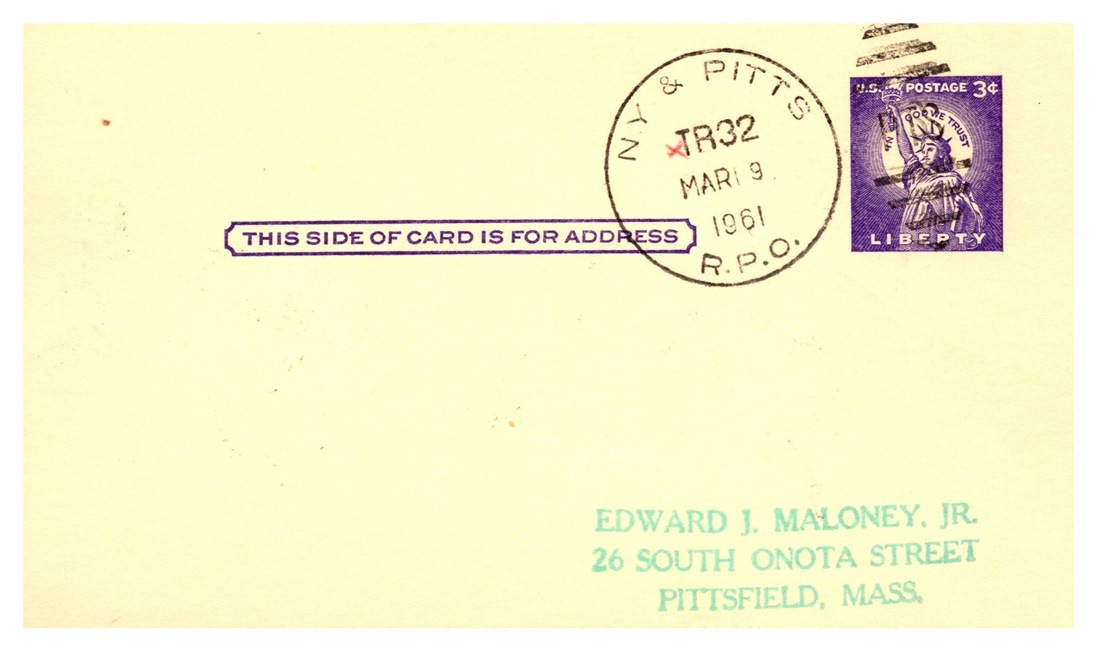 N.Y. & PITTS
TR32
MAR 19
1961
R.P.O.
U.S. POSTAGE 3¢
IN GOD WE TRUST
LIBERTY
THIS SIDE OF CARD IS FOR ADDRESS
EDWARD J. MALONEY, JR.
26 SOUTH ONOTA STREET
PITTSFIELD, MASS.